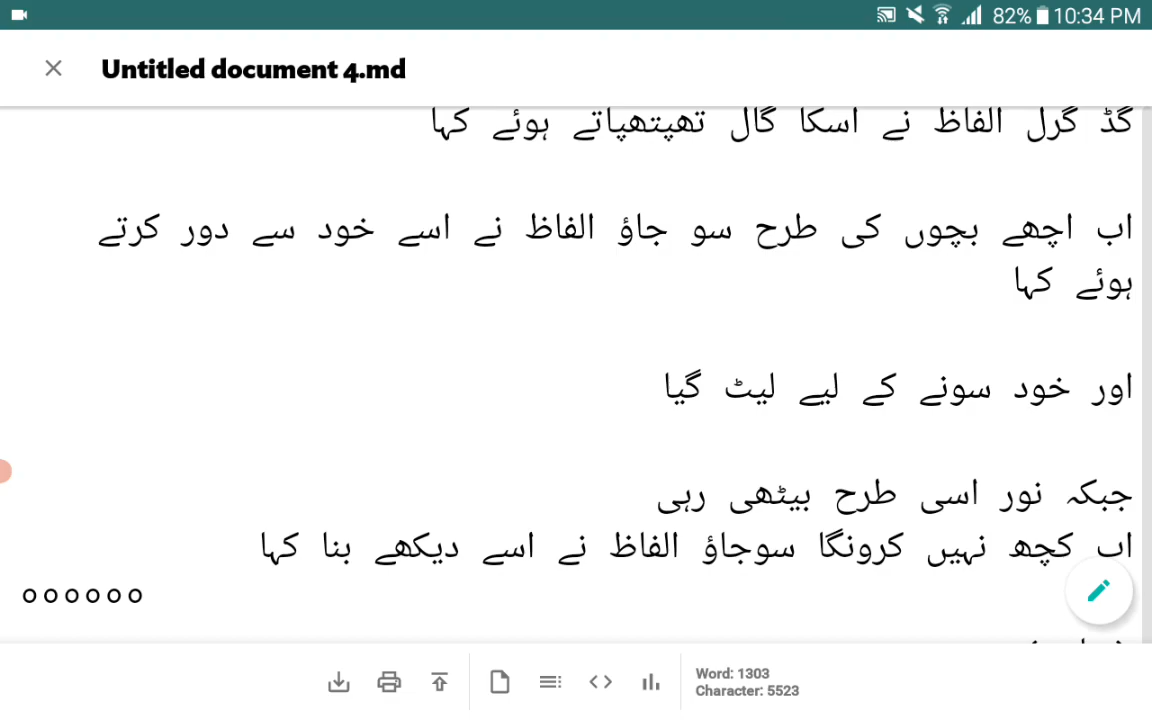 82% 10:34 PM
Untitled document 4.md
گڈ گرل الفاظ نے اسکا گال تھپتھپاتے ہوئے کہا
اب اچھے بچوں کی طرح سو جاؤ الفاظ نے اسے خود سے دور کرتے
ہوئے کہا
اور خود سونے کے لیے لیٹ گیا
جبکہ نور اسی طرح بیٹھی رہی
اب کچھ نہیں کرونگا سوجاؤ الفاظ نے اسے دیکھے بنا کہا
oooooo
Word: 1303
Character: 5523